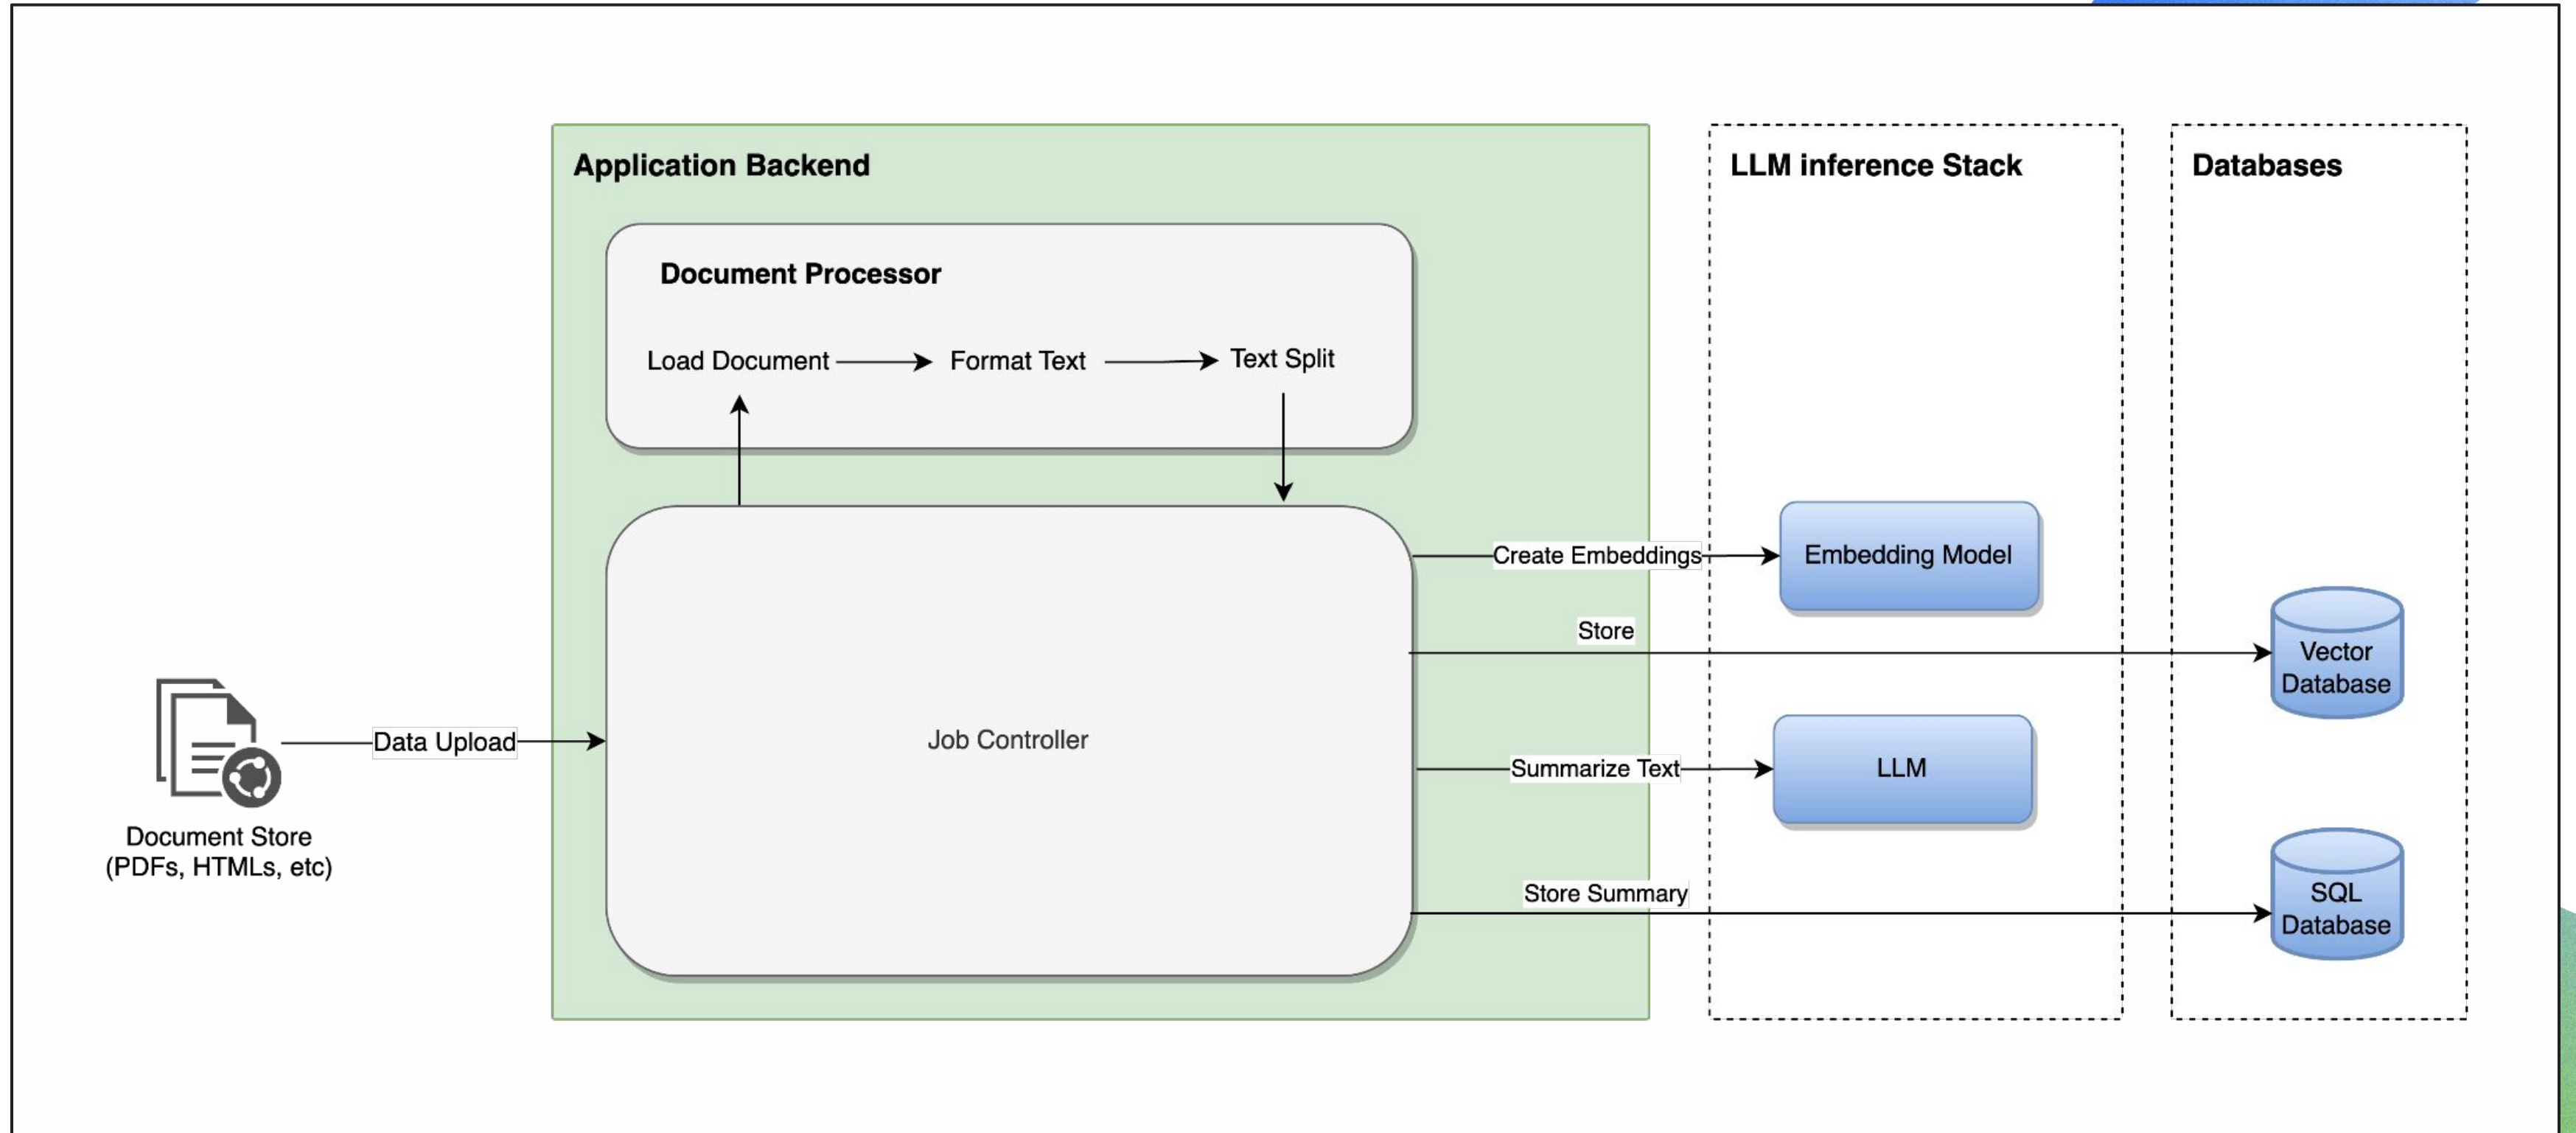 Application Backend
LLM inference Stack
Databases
Document Processor
Load Document
Format Text
Text Split
Create Embeddings
Embedding Model
Store
Vector
Database
Data Upload
Job Controller
Summarize Text
LLM
Document Store
(PDFs, HTMLs, etc)
Store Summary
SQL
Database